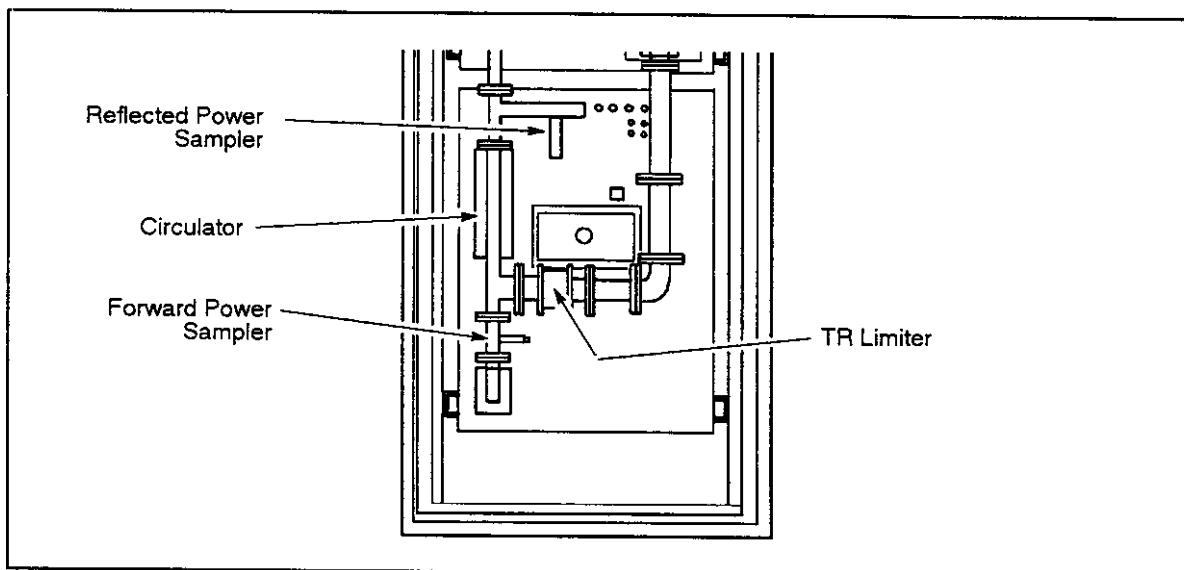 Reflected Power
Sampler
Circulator
Forward Power
Sampler
TR Limiter